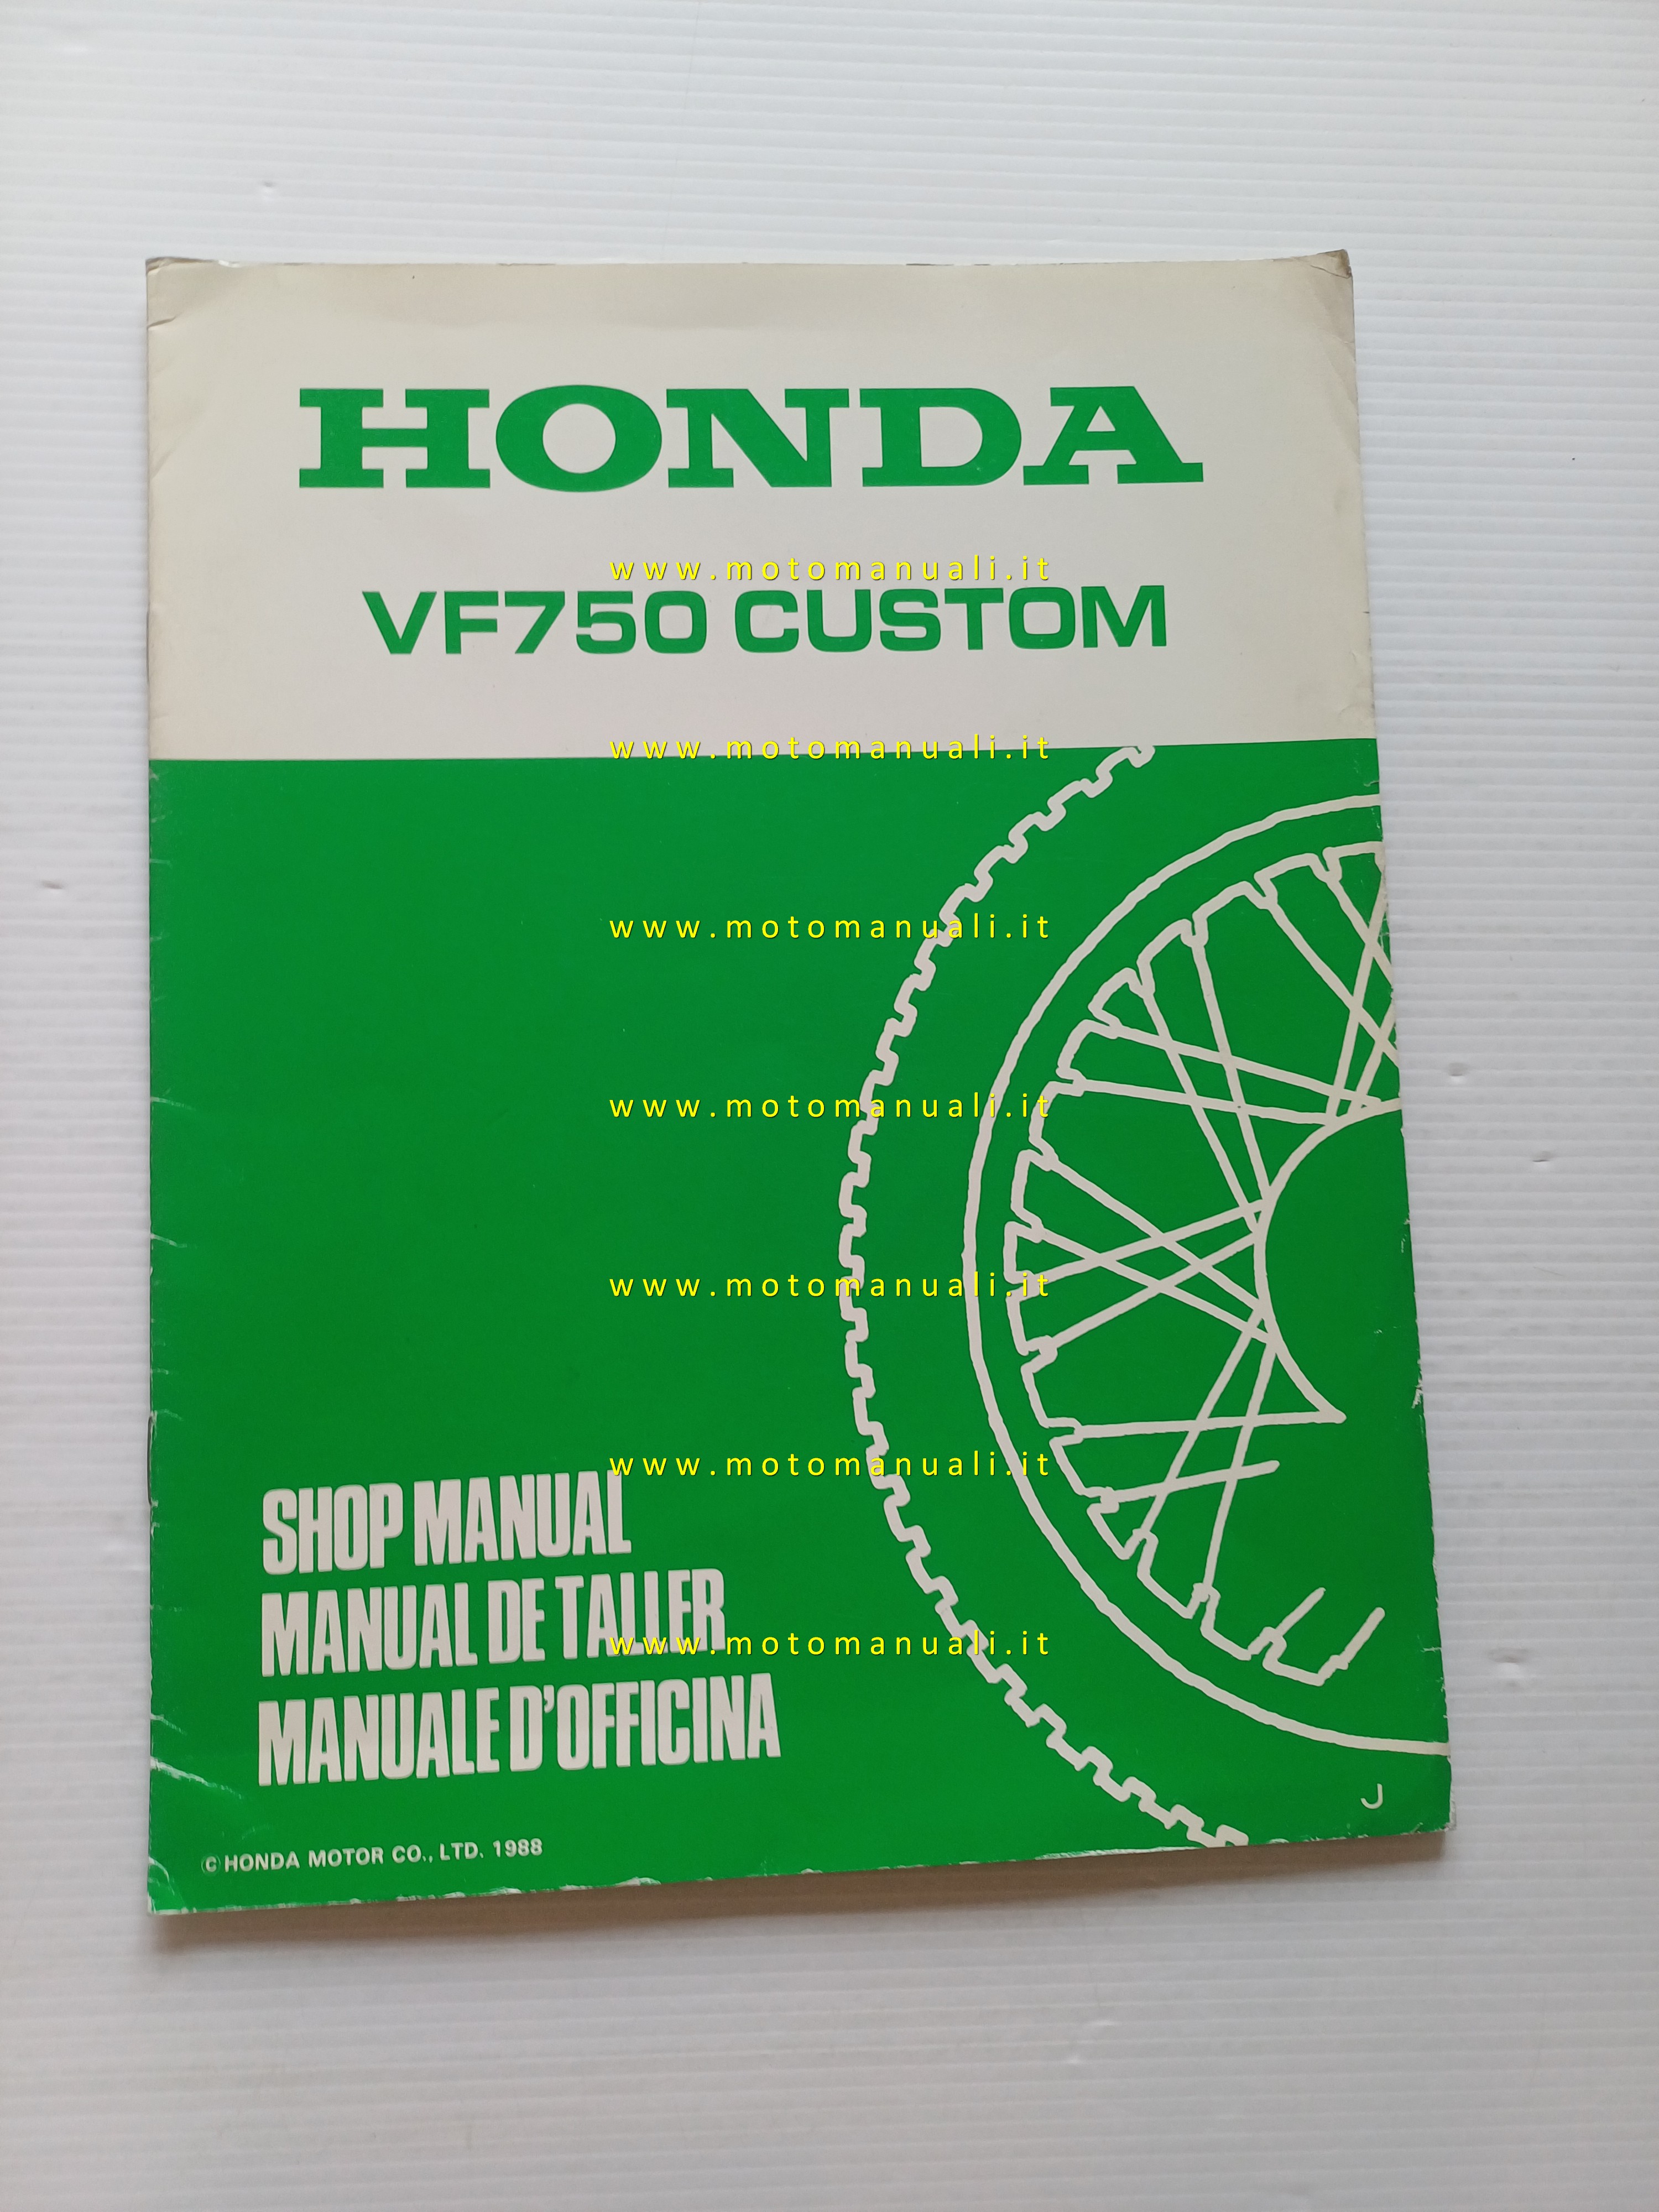 HONDA
www.motomanuali.it
VF750 CUSTOM
www.motomanuali.it
www.motomanuali.it
www.motomanuali.it
www.motomanuali.it
www.motomanuali.it
SHOP MANUAL
MANUAL DE TALLER
www.motomanuali.it
MANUALE D'OFFICINA
J
© HONDA MOTOR CO., LTD. 1988